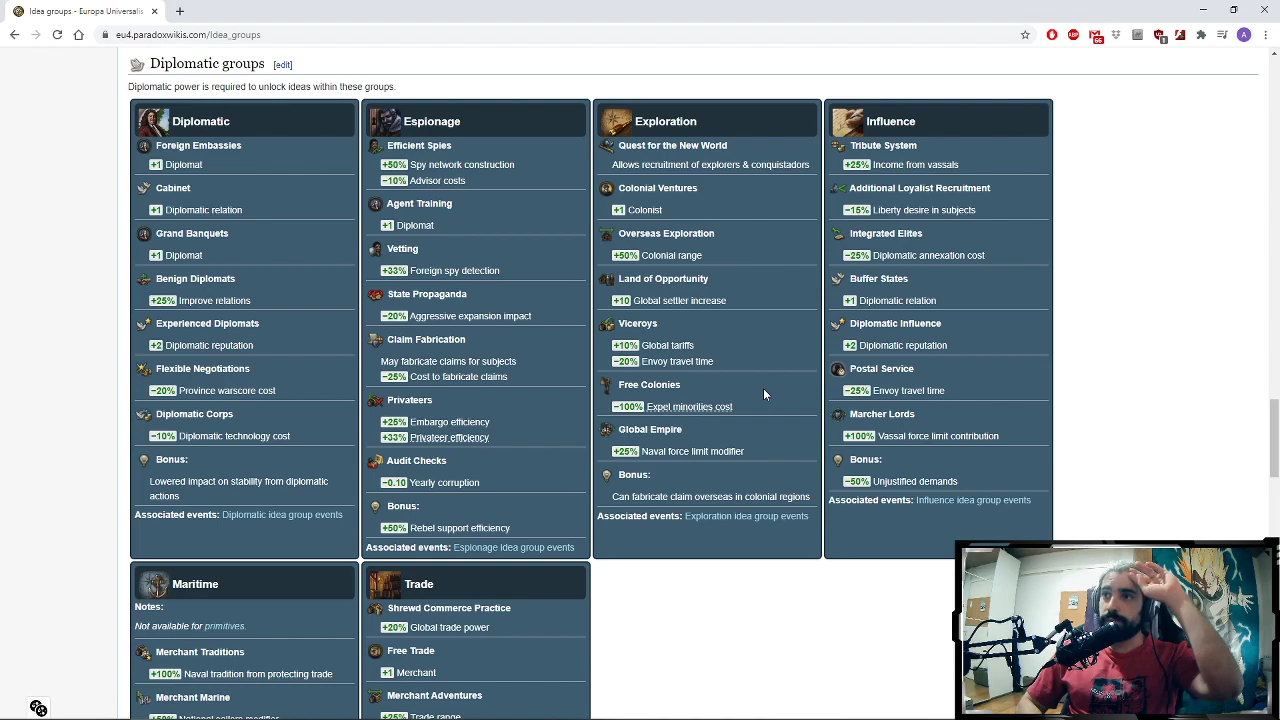 Idea groups - Europa Universalis
eu4.paradoxwikis.com/Idea_groups
Diplomatic groups [edit]
Diplomatic power is required to unlock ideas within these groups.
Diplomatic
Foreign Embassies
+1 Diplomat
Cabinet
+1 Diplomatic relation
Grand Banquets
+1 Diplomat
Benign Diplomats
+25% Improve relations
Experienced Diplomats
+2 Diplomatic reputation
Flexible Negotiations
−20% Province warscore cost
Diplomatic Corps
−10% Diplomatic technology cost
Bonus:
Lowered impact on stability from diplomatic
actions
Associated events: Diplomatic idea group events
Espionage
Efficient Spies
+50% Spy network construction
−10% Advisor costs
Agent Training
+1 Diplomat
Vetting
+33% Foreign spy detection
State Propaganda
−20% Aggressive expansion impact
Claim Fabrication
May fabricate claims for subjects
−25% Cost to fabricate claims
Privateers
+25% Embargo efficiency
+33% Privateer efficiency
Audit Checks
−0.10 Yearly corruption
Bonus:
+50% Rebel support efficiency
Associated events: Espionage idea group events
Exploration
Quest for the New World
Allows recruitment of explorers & conquistadors
Colonial Ventures
+1 Colonist
Overseas Exploration
+50% Colonial range
Land of Opportunity
+10 Global settler increase
Viceroys
+10% Global tariffs
−20% Envoy travel time
Free Colonies
−100% Expel minorities cost
Global Empire
+25% Naval force limit modifier
Bonus:
Can fabricate claim overseas in colonial regions
Associated events: Exploration idea group events
Influence
Tribute System
+25% Income from vassals
Additional Loyalist Recruitment
−15% Liberty desire in subjects
Integrated Elites
−25% Diplomatic annexation cost
Buffer States
+1 Diplomatic relation
Diplomatic Influence
+2 Diplomatic reputation
Postal Service
−25% Envoy travel time
Marcher Lords
+100% Vassal force limit contribution
Bonus:
−50% Unjustified demands
Associated events: Influence idea group events
Maritime
Notes:
Not available for primitives.
Merchant Traditions
+100% Naval tradition from protecting trade
Merchant Marine
+50% National sailors modifier
Trade
Shrewd Commerce Practice
+20% Global trade power
Free Trade
+1 Merchant
Merchant Adventures
+25% Trade range